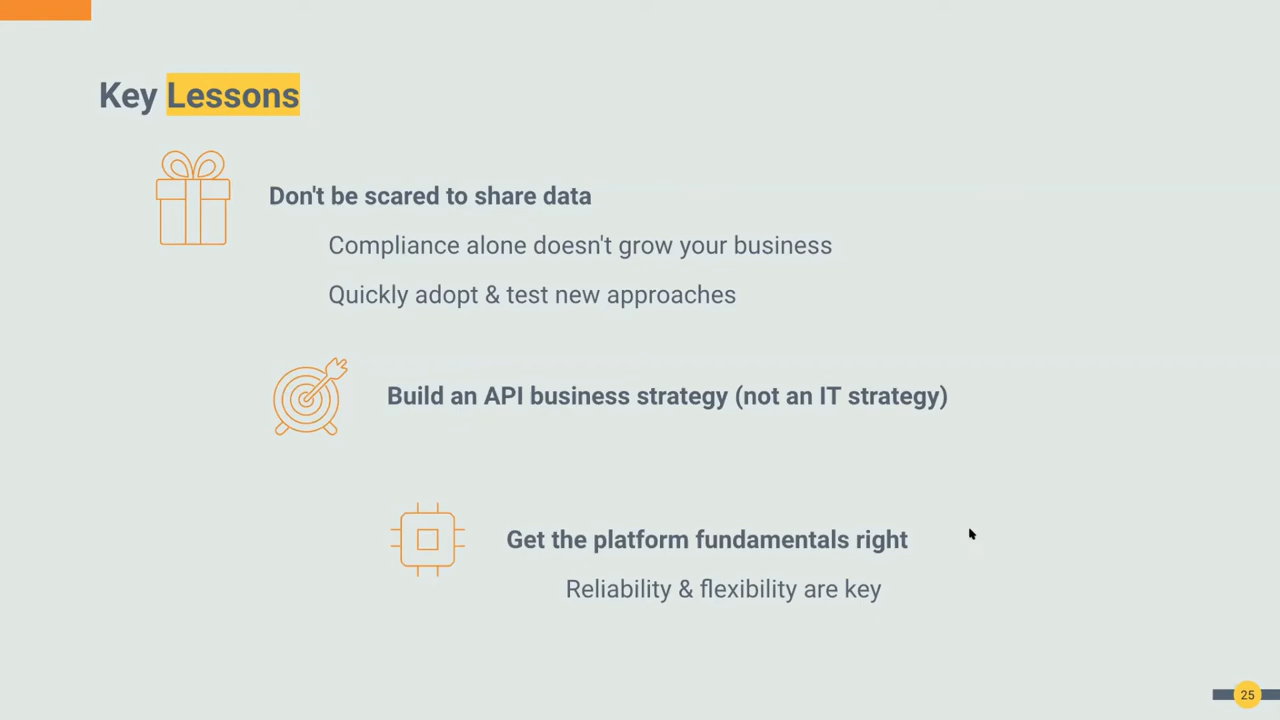 Key Lessons
Don't be scared to share data
Compliance alone doesn't grow your business
Quickly adopt & test new approaches
Build an API business strategy (not an IT strategy)
Get the platform fundamentals right
Reliability & flexibility are key
25